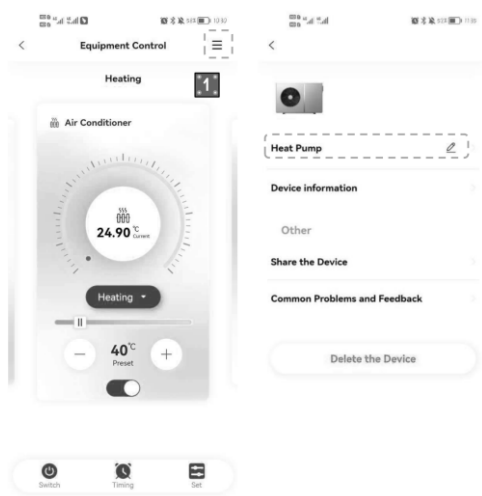 Equipment Control
Heating
1
Air Conditioner
24.90 °C
Current
Heating
40°C
Preset
Switch
Timing
Set
Heat Pump
Device information
Other
Share the Device
Common Problems and Feedback
Delete the Device